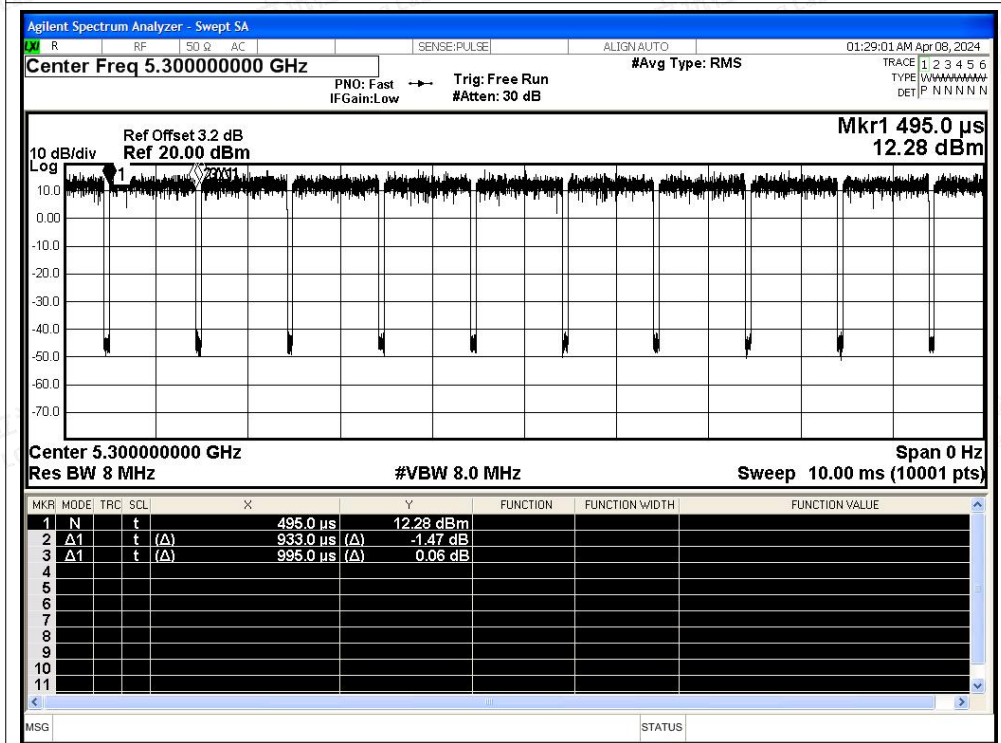 Agilent Spectrum Analyzer - Swept SA
LXI R RF 50 Ω AC SENSE:PULSE ALIGN AUTO 01:29:01 AM Apr 08, 2024
Center Freq 5.300000000 GHz
#Avg Type: RMS
TRACE 1 2 3 4 5 6
PNO: Fast Trig: Free Run
TYPE WWWWWWW
IFGain:Low #Atten: 30 dB
DET P N N N N N
Mkr1 495.0 µs
Ref Offset 3.2 dB
10 dB/div Ref 20.00 dBm
12.28 dBm
Log
1
10.0
0.00
-10.0
-20.0
-30.0
-40.0
-50.0
-60.0
-70.0
Center 5.300000000 GHz Span 0 Hz
Res BW 8 MHz #VBW 8.0 MHz Sweep 10.00 ms (10001 pts)
MKR MODE TRC SCL X Y FUNCTION FUNCTION WIDTH FUNCTION VALUE
1 N t 495.0 µs 12.28 dBm
2 Δ1 t (Δ) 933.0 µs (Δ) -1.47 dB
3 Δ1 t (Δ) 995.0 µs (Δ) 0.06 dB
4
5
6
7
8
9
10
11
MSG STATUS